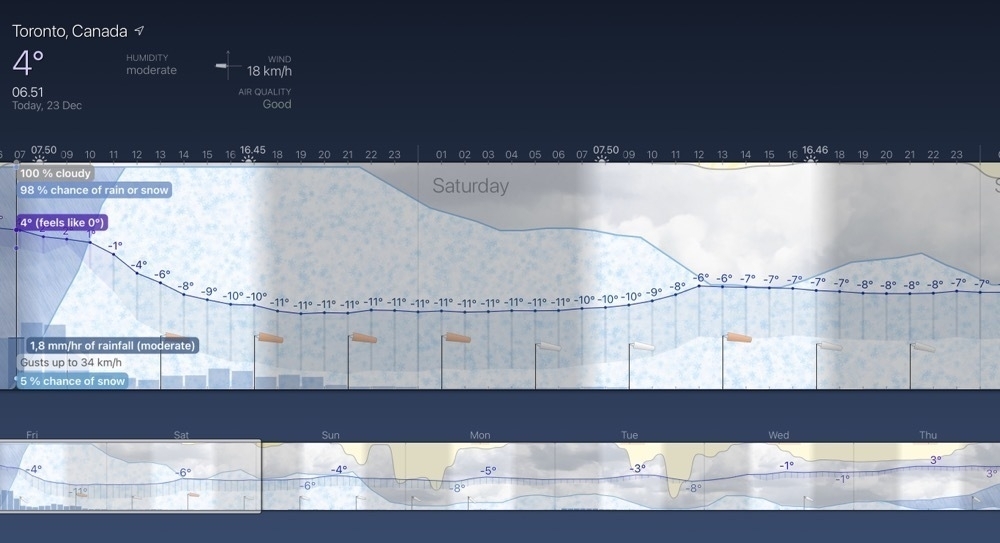 Toronto, Canada
4°
HUMIDITY
moderate
WIND
18 km/h
06.51
Today, 23 Dec
AIR QUALITY
Good
07 07.50 09 10 11 12 13 14 15 16 16.45 18 19 20 21 22 23 01 02 03 04 05 06 07 07.50 09 10 11 12 13 14 15 16.46 18 19 20 21 22 23
100 % cloudy
98 % chance of rain or snow
Saturday
4° (feels like 0°)
-1° -4° -6° -8° -9° -10° -10° -11° -11° -11° -11° -11° -11° -11° -11° -11° -11° -11° -11° -11° -10° -10° -10° -9° -8° -6° -6° -7° -7° -7° -7° -7° -8° -8° -8° -8° -7° -7°
1,8 mm/hr of rainfall (moderate)
Gusts up to 34 km/h
5 % chance of snow
Fri Sat Sun Mon Tue Wed Thu
-4° -11° -6° -6° -4° -8° -5° -3° -8° -1° -1° 3° 3°